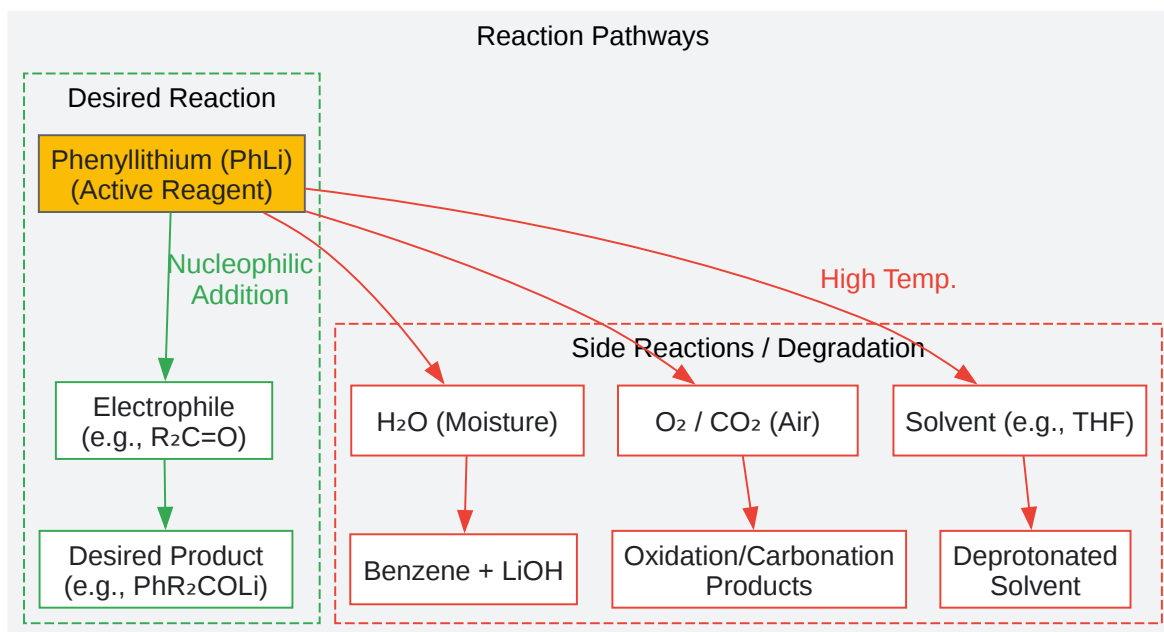 Reaction Pathways
Desired Reaction
Phenyllithium (PhLi)
(Active Reagent)
Nucleophilic
Addition
High Temp.
Side Reactions / Degradation
Electrophile
(e.g., R₂C=O)
H₂O (Moisture)
O₂ / CO₂ (Air)
Solvent (e.g., THF)
Desired Product
(e.g., PhR₂COLi)
Benzene + LiOH
Oxidation/Carbonation
Products
Deprotonated
Solvent